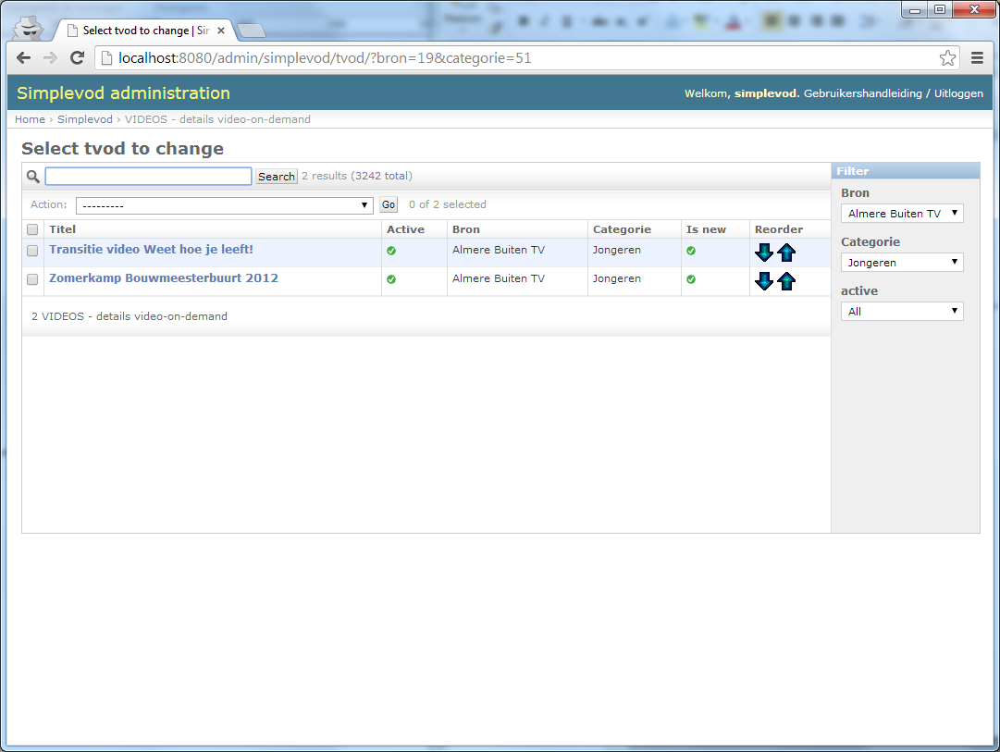 Select tvod to change | Sir
localhost:8080/admin/simplevod/tvod/?bron=19&categorie=51
Simplevod administration
Welkom, simplevod. Gebruikershandleiding / Uitloggen
Home › Simplevod › VIDEOS - details video-on-demand
Select tvod to change
Search 2 results (3242 total)
Action: --------- Go 0 of 2 selected
Titel Active Bron Categorie Is new Reorder
Transitie video Weet hoe je leeft! Almere Buiten TV Jongeren
Zomerkamp Bouwmeesterbuurt 2012 Almere Buiten TV Jongeren
2 VIDEOS - details video-on-demand
Filter
Bron
Almere Buiten TV
Categorie
Jongeren
active
All